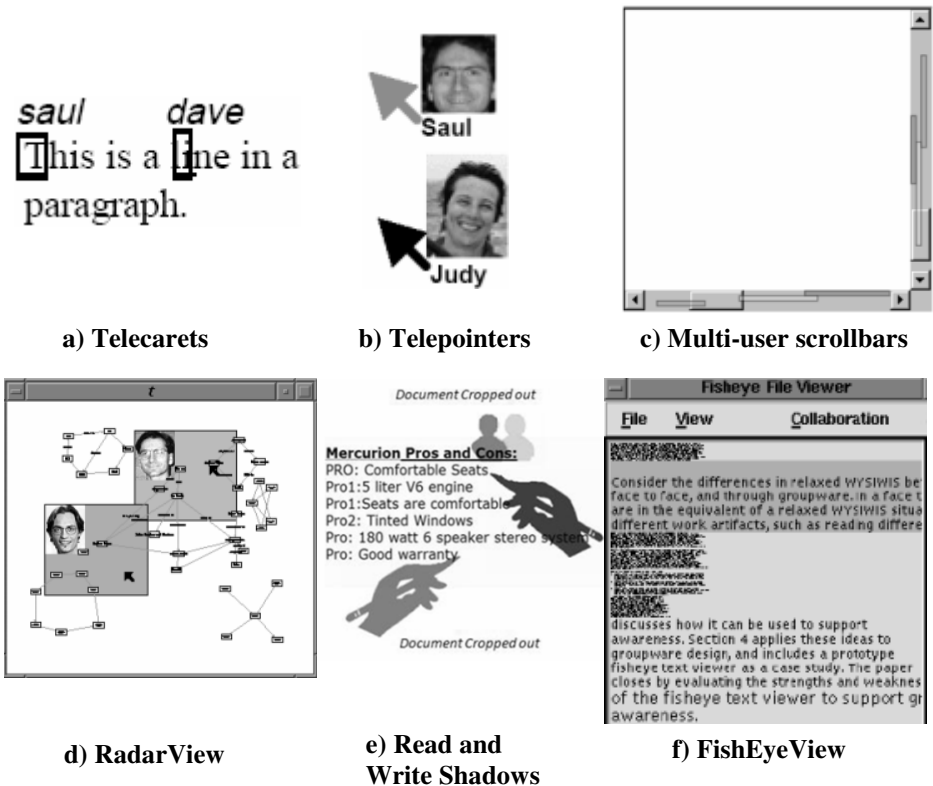 saul dave
This is a line in a
paragraph.
a) Telecarets
Saul
Judy
b) Telepointers
c) Multi-user scrollbars
t
d) RadarView
Document Cropped out
Mercurion Pros and Cons:
PRO: Comfortable Seats
Pro1:5 liter V6 engine
Pro1:Seats are comfortable
Pro2: Tinted Windows
Pro: 180 watt 6 speaker stereo system
Pro: Good warranty
Document Cropped out
e) Read and
Write Shadows
Fisheye File Viewer
File View Collaboration
Consider the differences in relaxed WYSIWIS be
face to face, and through groupware. In a face t
are in the equivalent of a relaxed WYSIWIS situa
different work artifacts, such as reading differe
discusses how it can be used to support
awareness. Section 4 applies these ideas to
groupware design, and includes a prototype
fisheye text viewer as a case study. The paper
closes by evaluating the strengths and weaknes
of the fisheye text viewer to support gr
awareness.
f) FishEyeView